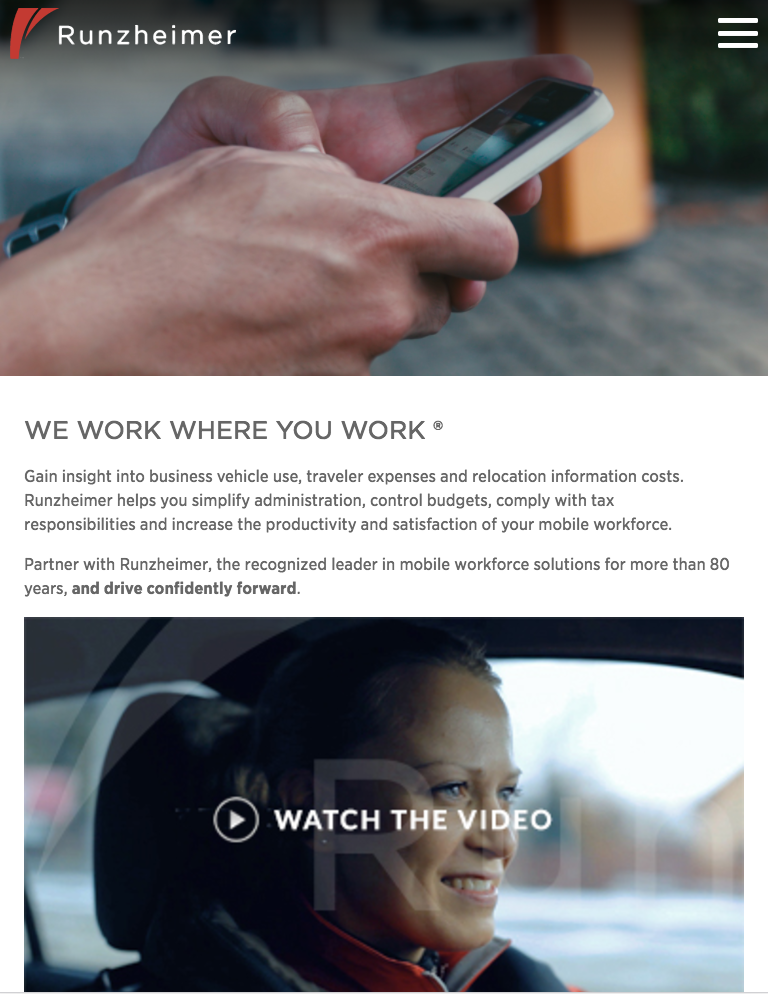 Runzheimer
WE WORK WHERE YOU WORK ®
Gain insight into business vehicle use, traveler expenses and relocation information costs.
Runzheimer helps you simplify administration, control budgets, comply with tax
responsibilities and increase the productivity and satisfaction of your mobile workforce.
Partner with Runzheimer, the recognized leader in mobile workforce solutions for more than 80
years, and drive confidently forward.
WATCH THE VIDEO
Run